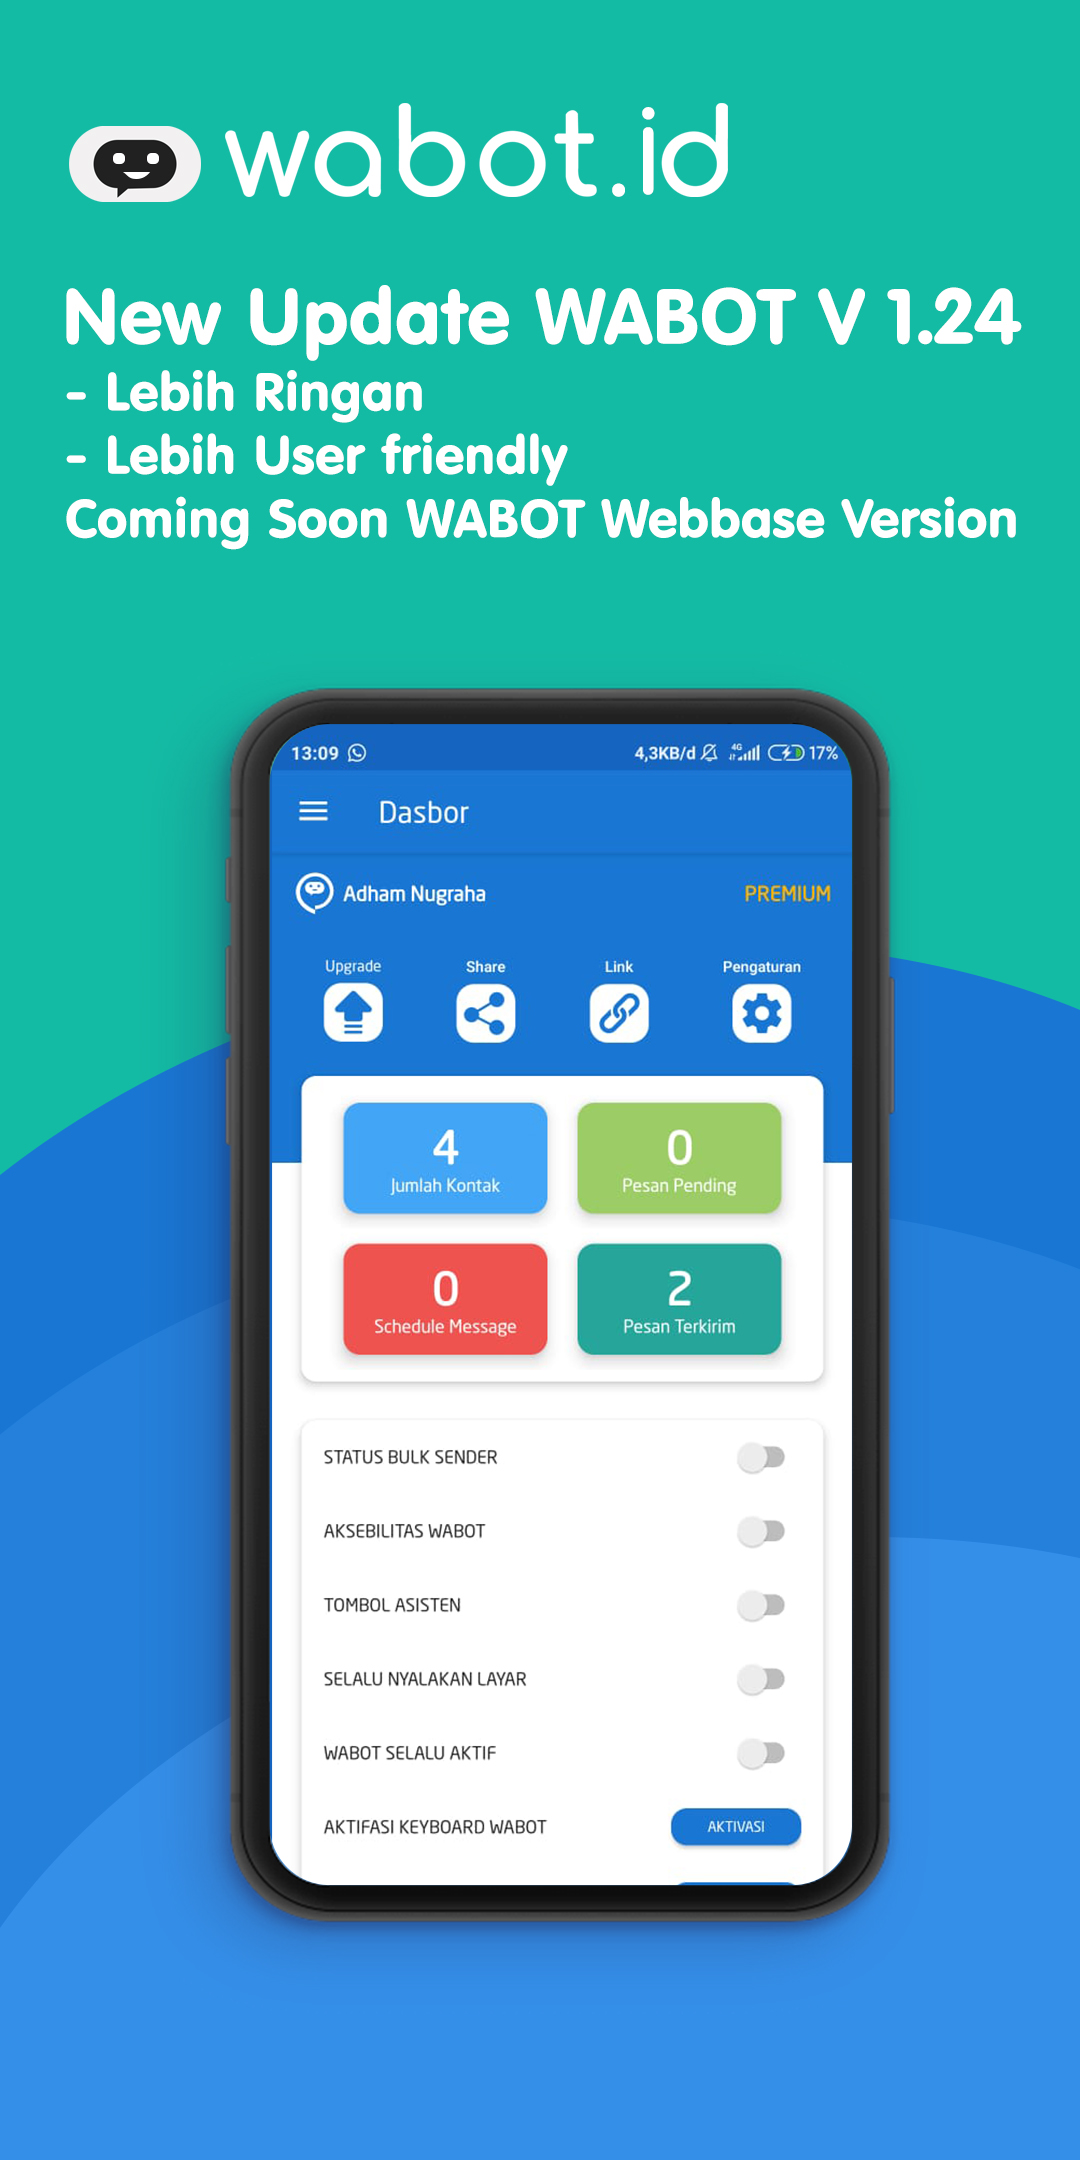 wabot.id
New Update WABOT V 1.24
- Lebih Ringan
- Lebih User friendly
Coming Soon WABOT Webbase Version
13:09 4,3KB/d 4G 17%
Dasbor
Adham Nugraha PREMIUM
Upgrade Share Link Pengaturan
4 0
Jumlah Kontak Pesan Pending
0 2
Schedule Message Pesan Terkirim
STATUS BULK SENDER
AKSEBILITAS WABOT
TOMBOL ASISTEN
SELALU NYALAKAN LAYAR
WABOT SELALU AKTIF
AKTIFASI KEYBOARD WABOT AKTIVASI